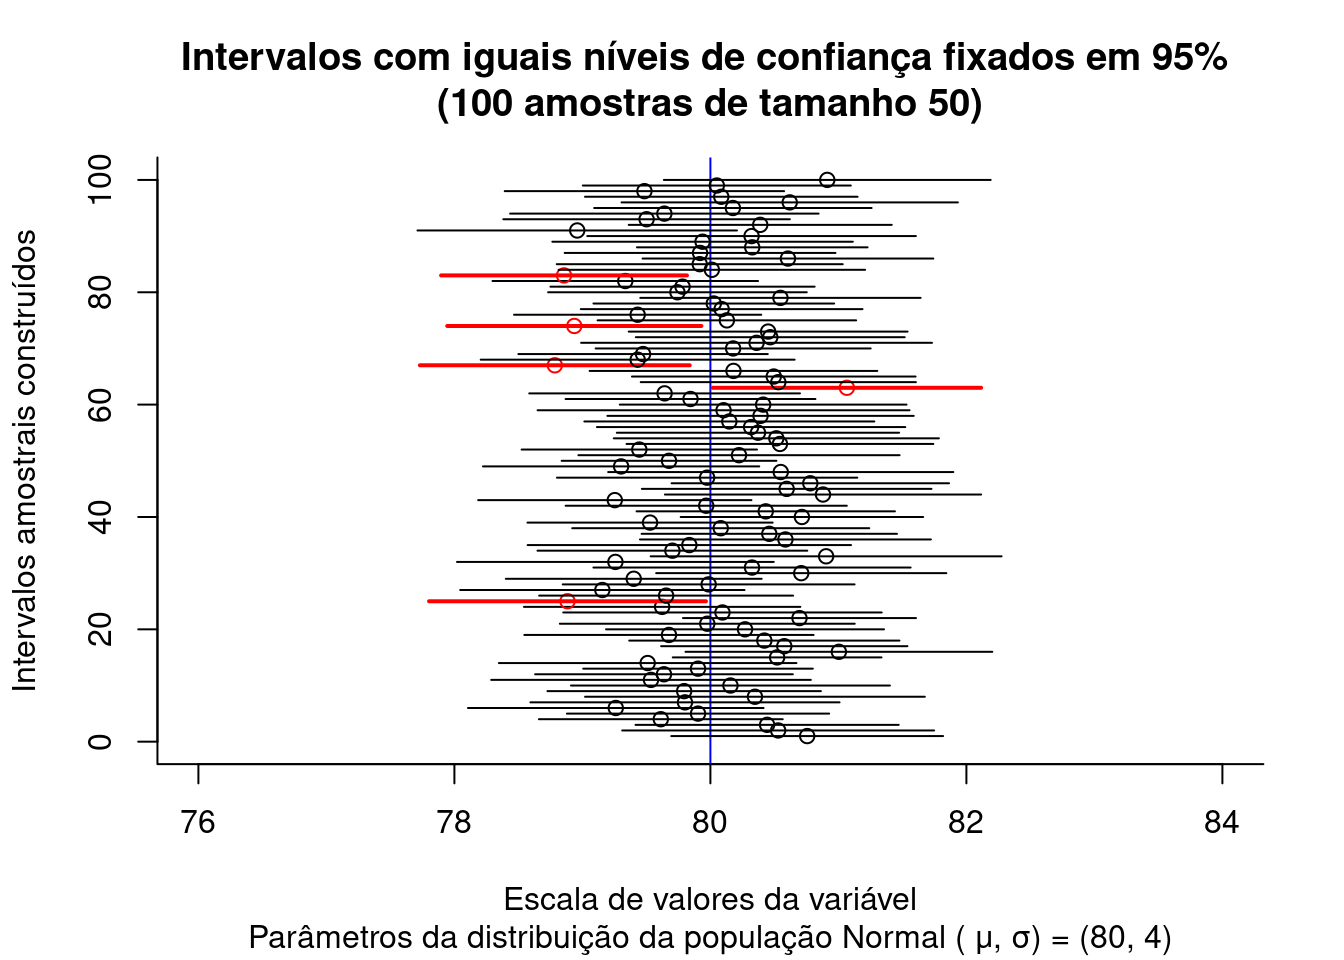 Intervalos com iguais níveis de confiança fixados em 95%
(100 amostras de tamanho 50)
Intervalos amostrais construídos
100
80
60
40
20
0
76 78 80 82 84
Escala de valores da variável
Parâmetros da distribuição da população Normal ( μ, σ) = (80, 4)